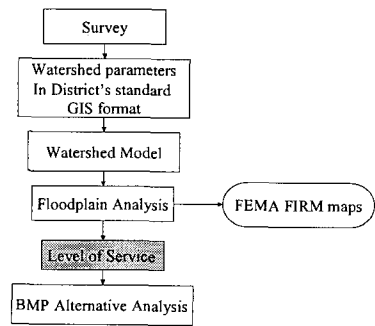 Survey
Watershed parameters
In District's standard
GIS format
Watershed Model
Floodplain Analysis
FEMA FIRM maps
Level of Service
BMP Alternative Analysis